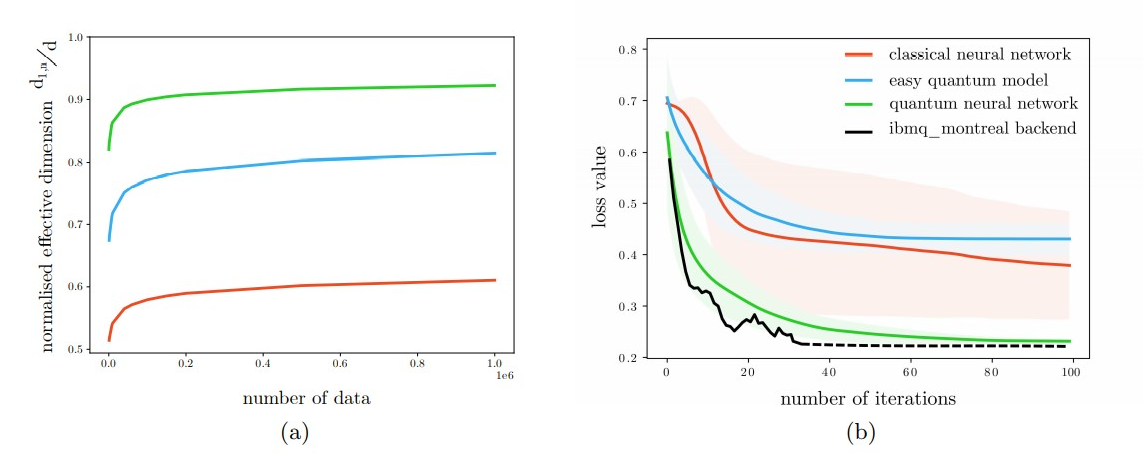 normalised effective dimension d1,n/d
1.0
0.9
0.8
0.7
0.6
0.5
0.0 0.2 0.4 0.6 0.8 1.0
1e6
number of data
(a)
loss value
0.8
0.7
0.6
0.5
0.4
0.3
0.2
0 20 40 60 80 100
number of iterations
classical neural network
easy quantum model
quantum neural network
ibmq_montreal backend
(b)